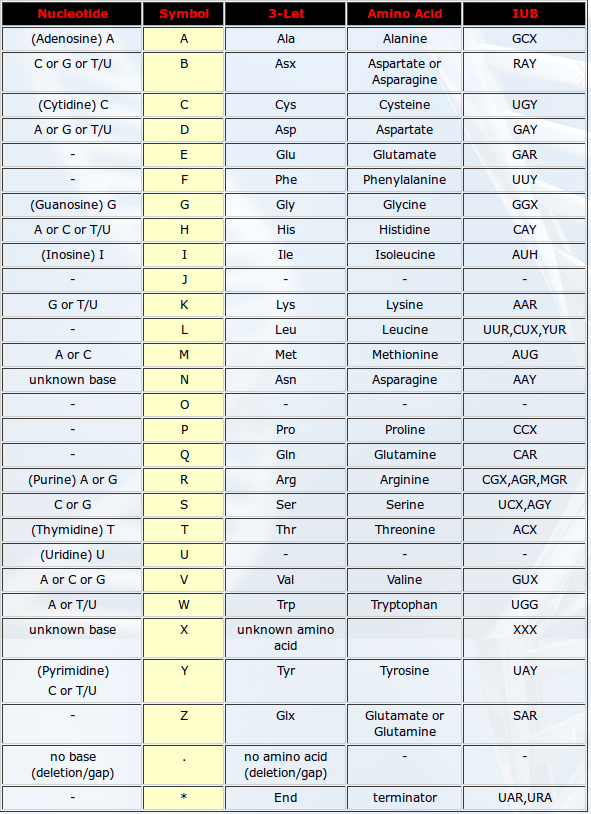 Nucleotide Symbol 3-Let Amino Acid IUB
(Adenosine) A A Ala Alanine GCX
C or G or T/U B Asx Aspartate or RAY
Asparagine
(Cytidine) C C Cys Cysteine UGY
A or G or T/U D Asp Aspartate GAY
- E Glu Glutamate GAR
- F Phe Phenylalanine UUY
(Guanosine) G G Gly Glycine GGX
A or C or T/U H His Histidine CAY
(Inosine) I I Ile Isoleucine AUH
- J - - -
G or T/U K Lys Lysine AAR
- L Leu Leucine UUR,CUX,YUR
A or C M Met Methionine AUG
unknown base N Asn Asparagine AAY
- O - - -
- P Pro Proline CCX
- Q Gln Glutamine CAR
(Purine) A or G R Arg Arginine CGX,AGR,MGR
C or G S Ser Serine UCX,AGY
(Thymidine) T T Thr Threonine ACX
(Uridine) U U - - -
A or C or G V Val Valine GUX
A or T/U W Trp Tryptophan UGG
unknown base X unknown amino XXX
acid
(Pyrimidine) Y Tyr Tyrosine UAY
C or T/U
- Z Glx Glutamate or SAR
Glutamine
no base . no amino acid - -
(deletion/gap) (deletion/gap)
- * End terminator UAR,URA